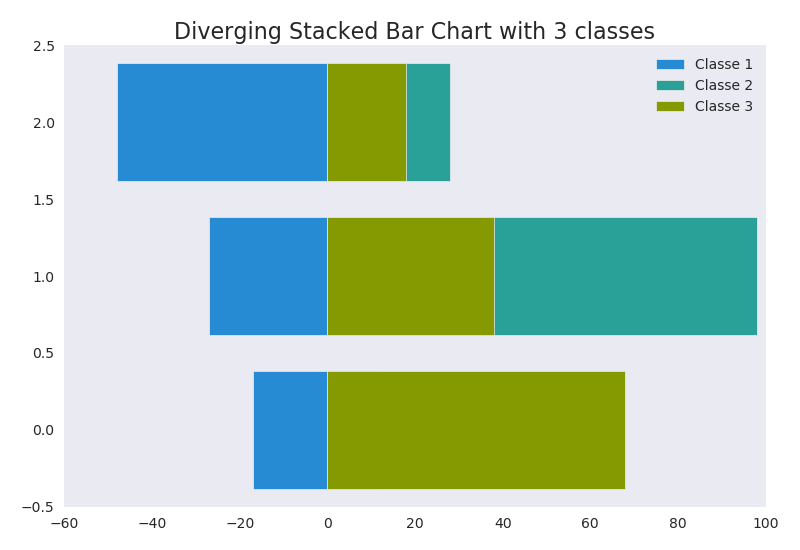 Diverging Stacked Bar Chart with 3 classes
2.5
2.0
1.5
1.0
0.5
0.0
−0.5
−60 −40 −20 0 20 40 60 80 100
Classe 1
Classe 2
Classe 3